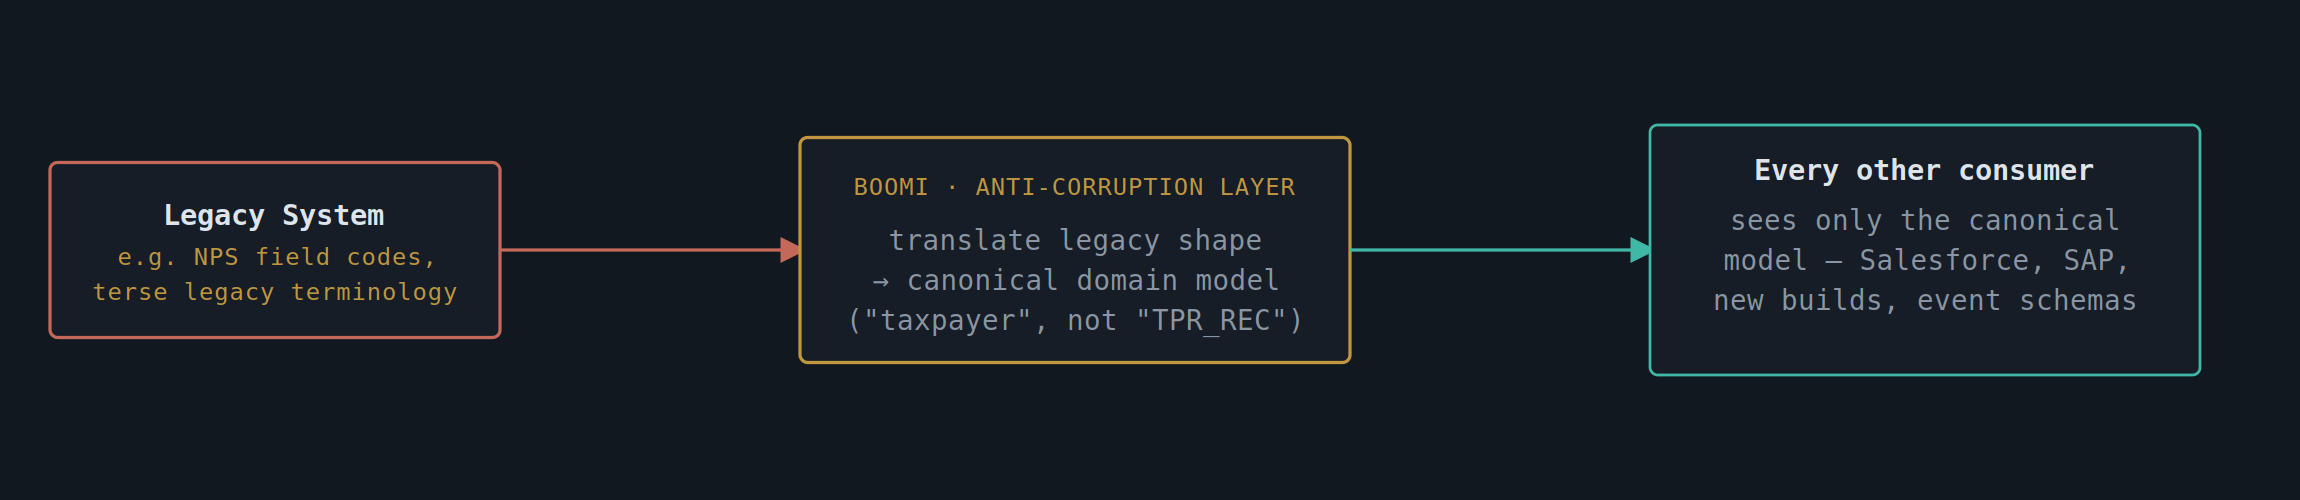 Legacy System
e.g. NPS field codes,
terse legacy terminology
BOOMI · ANTI-CORRUPTION LAYER
translate legacy shape
→ canonical domain model
("taxpayer", not "TPR_REC")
Every other consumer
sees only the canonical
model — Salesforce, SAP,
new builds, event schemas